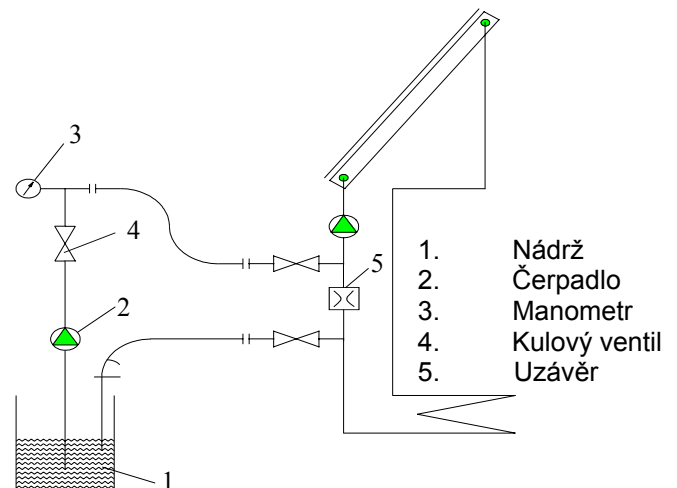 3
4
2
1
5
1. Nádrž
2. Čerpadlo
3. Manometr
4. Kulový ventil
5. Uzávěr